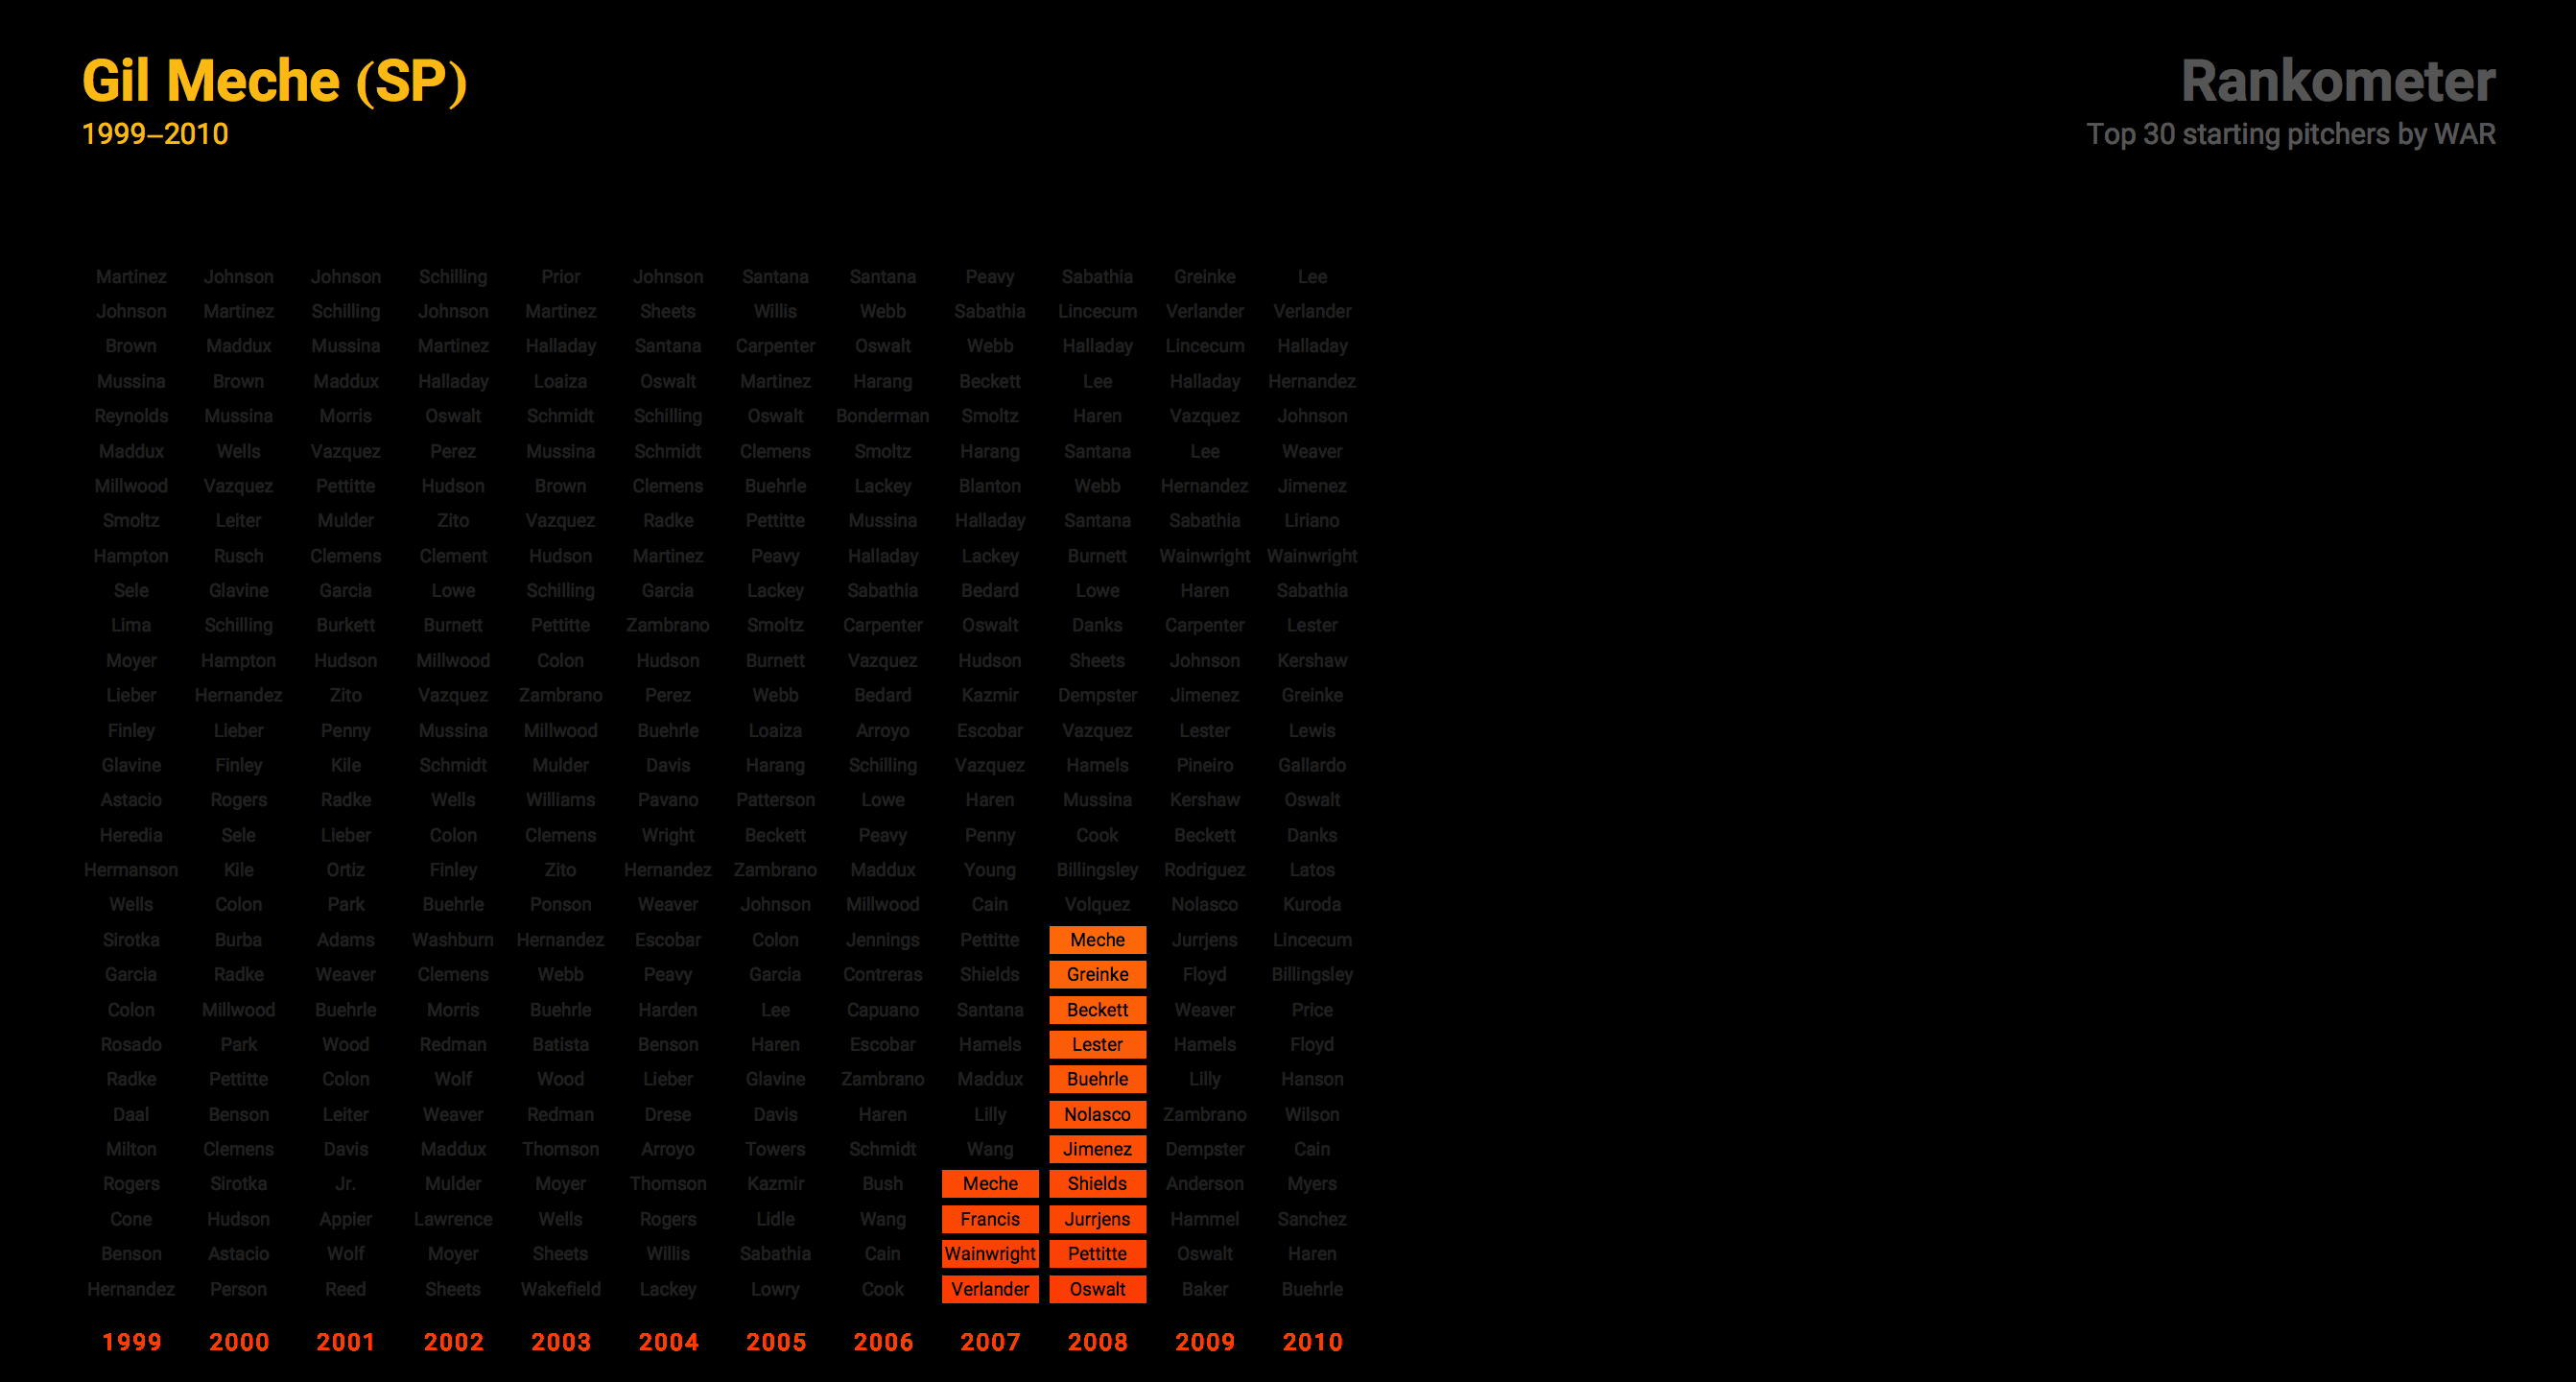 Gil Meche (SP)
1999–2010
Rankometer
Top 30 starting pitchers by WAR
Martinez Johnson Johnson Schilling Prior Johnson Santana Santana Peavy Sabathia Greinke Lee
Johnson Martinez Schilling Johnson Martinez Sheets Willis Webb Sabathia Lincecum Verlander Verlander
Brown Maddux Mussina Martinez Halladay Santana Carpenter Oswalt Webb Halladay Lincecum Halladay
Mussina Brown Maddux Halladay Loaiza Oswalt Martinez Harang Beckett Lee Halladay Hernandez
Reynolds Mussina Morris Oswalt Schmidt Schilling Oswalt Bonderman Smoltz Haren Vazquez Johnson
Maddux Wells Vazquez Perez Mussina Schmidt Clemens Smoltz Harang Santana Lee Weaver
Millwood Vazquez Pettitte Hudson Brown Clemens Buehrle Lackey Blanton Webb Hernandez Jimenez
Smoltz Leiter Mulder Zito Vazquez Radke Pettitte Mussina Halladay Santana Sabathia Liriano
Hampton Rusch Clemens Clement Hudson Martinez Peavy Halladay Lackey Burnett Wainwright Wainwright
Sele Glavine Garcia Lowe Schilling Garcia Lackey Sabathia Bedard Lowe Haren Sabathia
Lima Schilling Burkett Burnett Pettitte Zambrano Smoltz Carpenter Oswalt Danks Carpenter Lester
Moyer Hampton Hudson Millwood Colon Hudson Burnett Vazquez Hudson Sheets Johnson Kershaw
Lieber Hernandez Zito Vazquez Zambrano Perez Webb Bedard Kazmir Dempster Jimenez Greinke
Finley Lieber Penny Mussina Millwood Buehrle Loaiza Arroyo Escobar Vazquez Lester Lewis
Glavine Finley Kile Schmidt Mulder Davis Harang Schilling Vazquez Hamels Pineiro Gallardo
Astacio Rogers Radke Wells Williams Pavano Patterson Lowe Haren Mussina Kershaw Oswalt
Heredia Sele Lieber Colon Clemens Wright Beckett Peavy Penny Cook Beckett Danks
Hermanson Kile Ortiz Finley Zito Hernandez Zambrano Maddux Young Billingsley Rodriguez Latos
Wells Colon Park Buehrle Ponson Weaver Johnson Millwood Cain Volquez Nolasco Kuroda
Sirotka Burba Adams Washburn Hernandez Escobar Colon Jennings Pettitte Meche Jurrjens Lincecum
Garcia Radke Weaver Clemens Webb Peavy Garcia Contreras Shields Greinke Floyd Billingsley
Colon Millwood Buehrle Morris Buehrle Harden Lee Capuano Santana Beckett Weaver Price
Rosado Park Wood Redman Batista Benson Haren Escobar Hamels Lester Hamels Floyd
Radke Pettitte Colon Wolf Wood Lieber Glavine Zambrano Maddux Buehrle Lilly Hanson
Daal Benson Leiter Weaver Redman Drese Davis Haren Lilly Nolasco Zambrano Wilson
Milton Clemens Davis Maddux Thomson Arroyo Towers Schmidt Wang Jimenez Dempster Cain
Rogers Sirotka Jr. Mulder Moyer Thomson Kazmir Bush Meche Shields Anderson Myers
Cone Hudson Appier Lawrence Wells Rogers Lidle Wang Francis Jurrjens Hammel Sanchez
Benson Astacio Wolf Moyer Sheets Willis Sabathia Cain Wainwright Pettitte Oswalt Haren
Hernandez Person Reed Sheets Wakefield Lackey Lowry Cook Verlander Oswalt Baker Buehrle
1999 2000 2001 2002 2003 2004 2005 2006 2007 2008 2009 2010